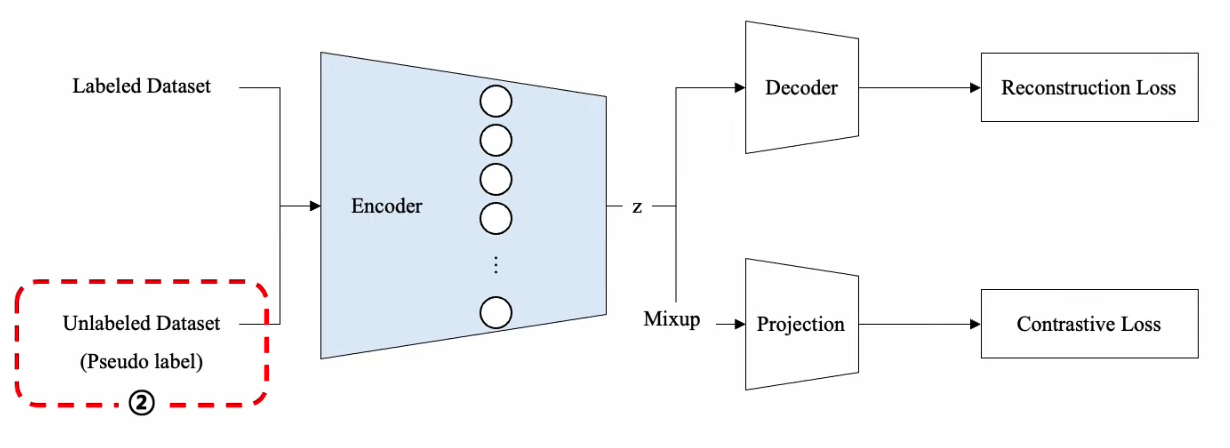 Labeled Dataset
Unlabeled Dataset
(Pseudo label)
②
Encoder
⋮
z
Mixup
Decoder
Projection
Reconstruction Loss
Contrastive Loss